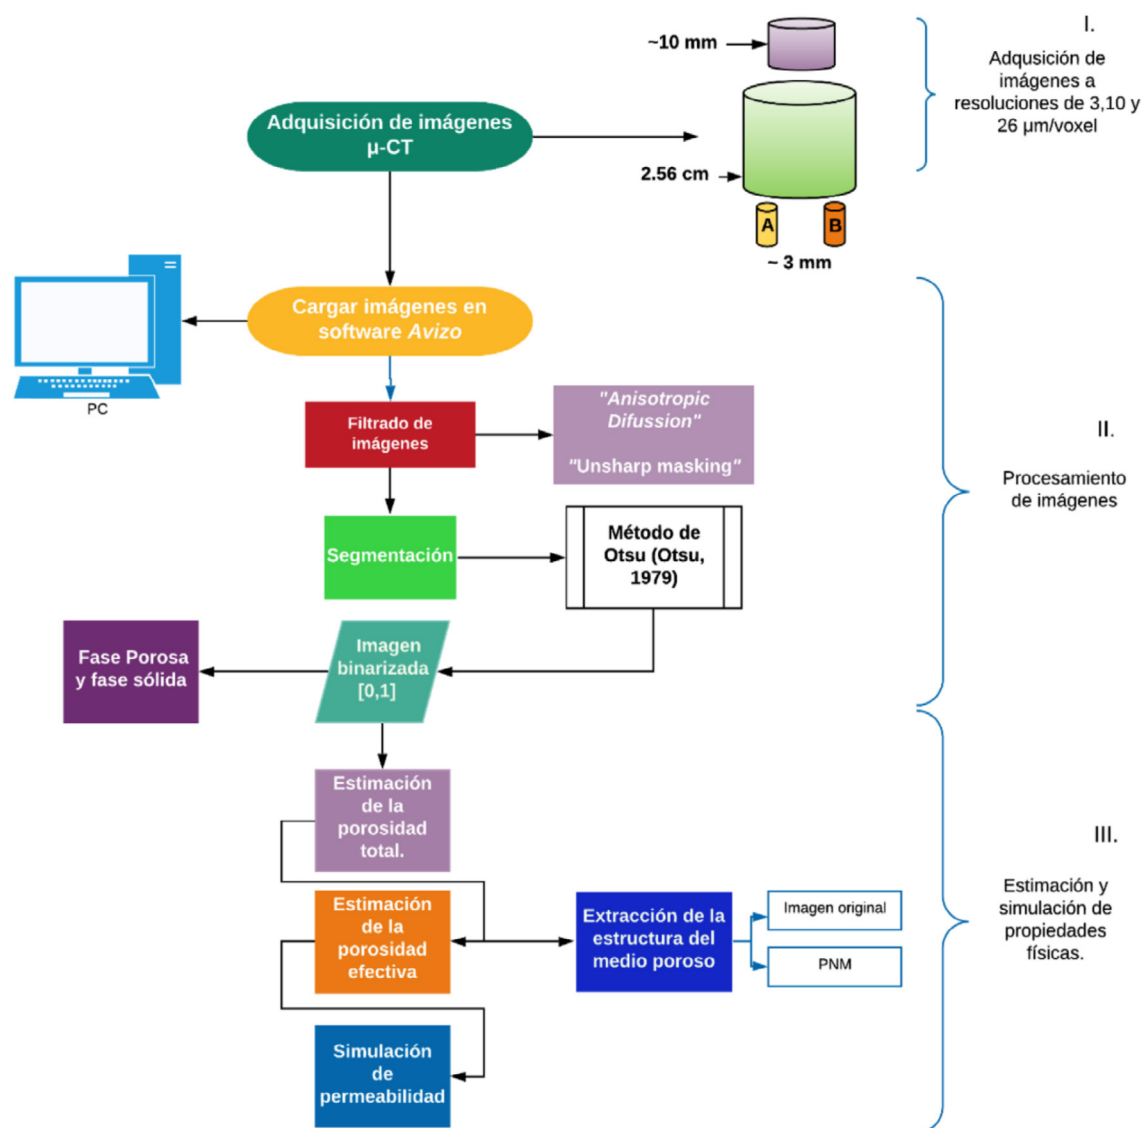 I.
Adqusición de
imágenes a
resoluciones de 3,10 y
26 μm/voxel
~10 mm
Adquisición de imágenes
μ-CT
2.56 cm
A
B
~ 3 mm
Cargar imágenes en
software Avizo
PC
Filtrado de
imágenes
"Anisotropic
Difussion"
"Unsharp masking"
II.
Procesamiento
de imágenes
Segmentación
Método de
Otsu (Otsu,
1979)
Fase Porosa
y fase sólida
Imagen
binarizada
[0,1]
Estimación
de la
porosidad
total.
III.
Estimación y
simulación de
propiedades
físicas.
Estimación
de la
porosidad
efectiva
Extracción de la
estructura del
medio poroso
Imagen original
PNM
Simulación
de
permeabilidad